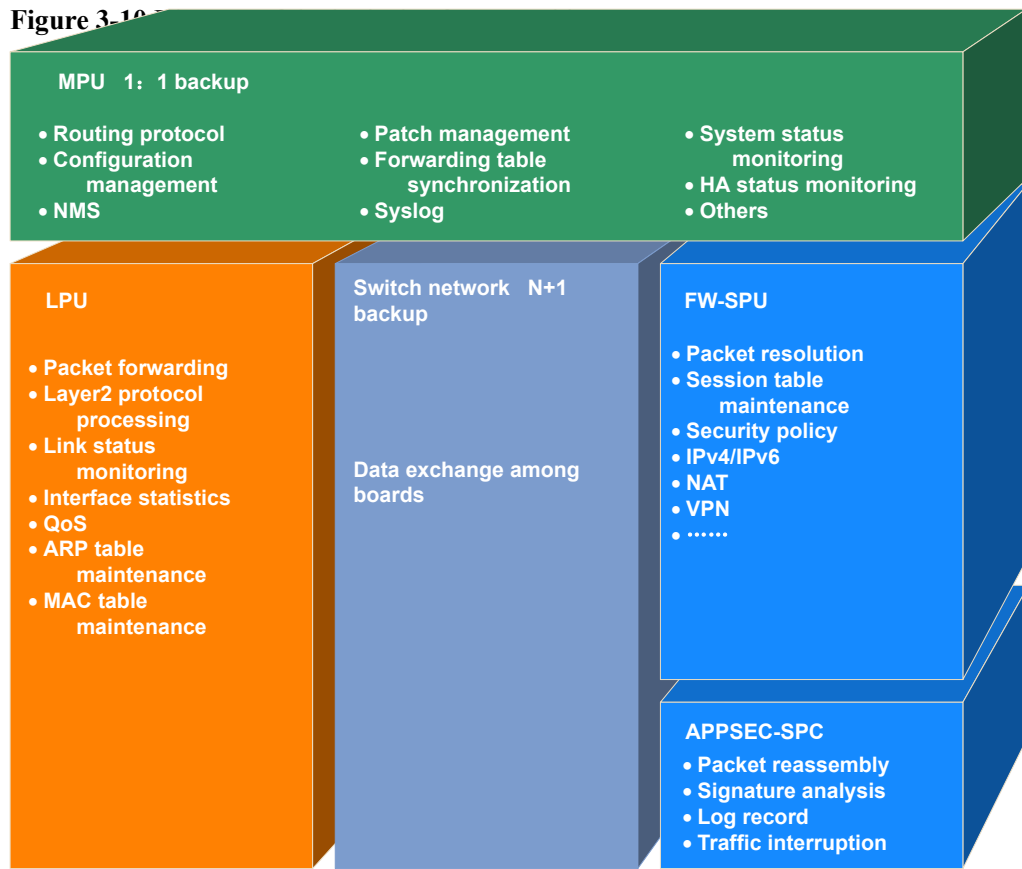 Figure 3-10
MPU 1：1 backup
• Routing protocol
• Configuration
management
• NMS
• Patch management
• Forwarding table
synchronization
• Syslog
• System status
monitoring
• HA status monitoring
• Others
LPU
• Packet forwarding
• Layer2 protocol
processing
• Link status
monitoring
• Interface statistics
• QoS
• ARP table
maintenance
• MAC table
maintenance
Switch network N+1
backup
Data exchange among
boards
FW-SPU
• Packet resolution
• Session table
maintenance
• Security policy
• IPv4/IPv6
• NAT
• VPN
• ······
APPSEC-SPC
• Packet reassembly
• Signature analysis
• Log record
• Traffic interruption